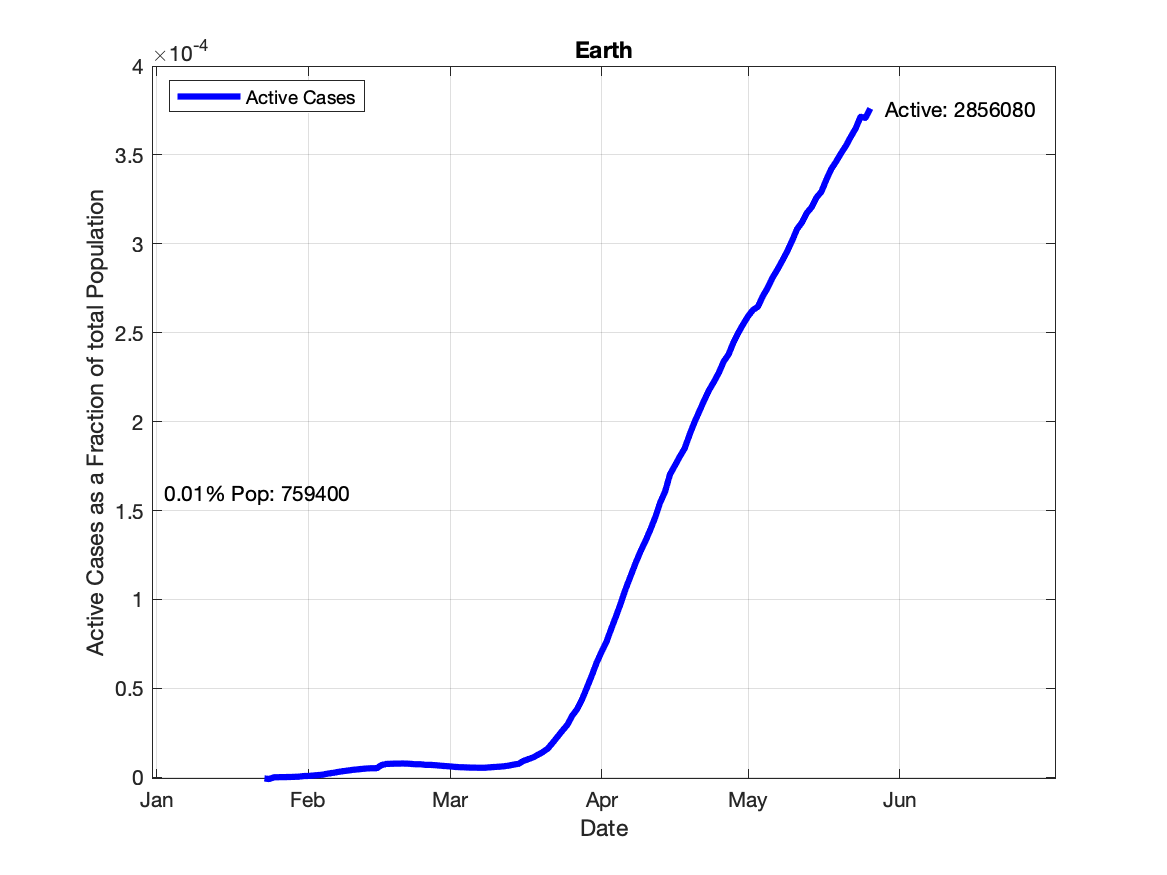 Earth
×10-4
4
3.5
3
2.5
2
1.5
1
0.5
0
Active Cases as a Fraction of total Population
Active Cases
Active: 2856080
0.01% Pop: 759400
Jan Feb Mar Apr May Jun
Date